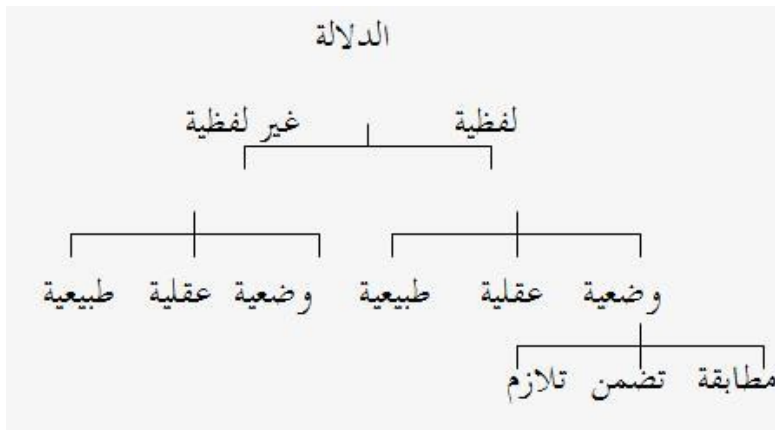 الدلالة
لفظية غير لفظية
وضعية عقلية طبيعية وضعية عقلية طبيعية
مطابقة تضمن تلازم